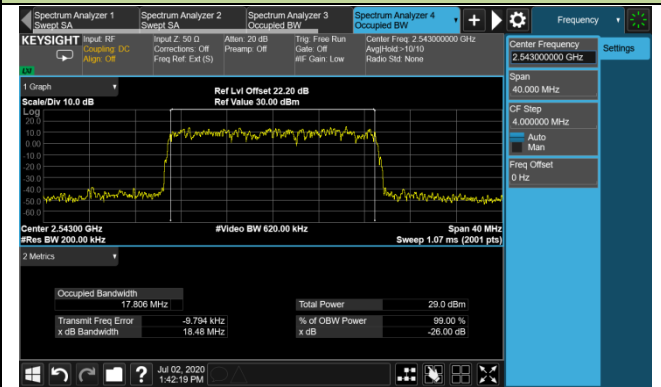 Spectrum Analyzer 1 Spectrum Analyzer 2 Spectrum Analyzer 3 Spectrum Analyzer 4 Frequency
Swept SA Swept SA Occupied BW Occupied BW
KEYSIGHT Input: RF Input Z: 50 Ω Atten: 20 dB Trig: Free Run Center Freq: 2.543000000 GHz
Coupling: DC Corrections: Off Preamp: Off Gate: Off Avg|Hold:>10/10
Align: Off Freq Ref: Ext (S) #IF Gain: Low Radio Std: None
LV
1 Graph
Ref Lvl Offset 22.20 dB
Scale/Div 10.0 dB Ref Value 30.00 dBm
Log
20.0
10.0
0.00
-10.0
-20.0
-30.0
-40.0
-50.0
-60.0
Center 2.54300 GHz #Video BW 620.00 kHz Span 40 MHz
#Res BW 200.00 kHz Sweep 1.07 ms (2001 pts)
2 Metrics
Occupied Bandwidth
17.806 MHz Total Power 29.0 dBm
Transmit Freq Error -9.794 kHz % of OBW Power 99.00 %
x dB Bandwidth 18.48 MHz x dB -26.00 dB
Jul 02, 2020
1:42:19 PM
Center Frequency
2.543000000 GHz
Settings
Span
40.000 MHz
CF Step
4.000000 MHz
Auto
Man
Freq Offset
0 Hz